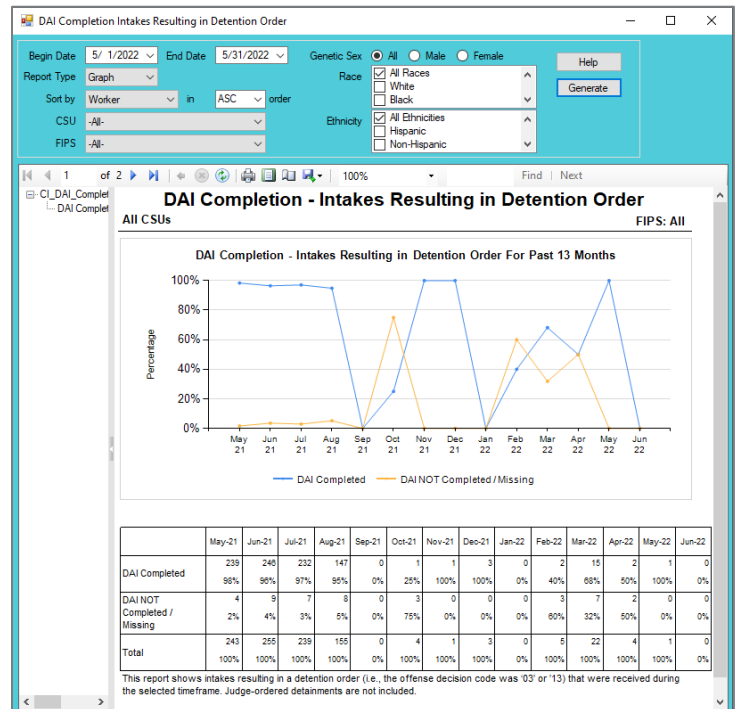 DAI Completion Intakes Resulting in Detention Order
Begin Date 5/ 1/2022 End Date 5/31/2022 Genetic Sex All Male Female Help
Report Type Graph Race All Races Generate
White
Black
Sort by Worker in ASC order
CSU -All- Ethnicity All Ethnicities
Hispanic
Non-Hispanic
FIPS -All-
1 of 2 100% Find | Next
CI_DAI_Complet
DAI Complet
DAI Completion - Intakes Resulting in Detention Order
All CSUs FIPS: All
DAI Completion - Intakes Resulting in Detention Order For Past 13 Months
Percentage
100%
80%
60%
40%
20%
0%
May 21 Jun 21 Jul 21 Aug 21 Sep 21 Oct 21 Nov 21 Dec 21 Jan 22 Feb 22 Mar 22 Apr 22 May 22 Jun 22
DAI Completed DAI NOT Completed / Missing
May-21 Jun-21 Jul-21 Aug-21 Sep-21 Oct-21 Nov-21 Dec-21 Jan-22 Feb-22 Mar-22 Apr-22 May-22 Jun-22
DAI Completed
239 246 232 147 0 1 1 3 0 2 15 2 1 0
98% 96% 97% 95% 0% 25% 100% 100% 0% 40% 68% 50% 100% 0%
DAI NOT
Completed /
Missing
4 9 7 8 0 3 0 0 0 3 7 2 0 0
2% 4% 3% 5% 0% 75% 0% 0% 0% 60% 32% 50% 0% 0%
Total
243 255 239 155 0 4 1 3 0 5 22 4 1 0
100% 100% 100% 100% 0% 100% 100% 100% 0% 100% 100% 100% 100% 0%
This report shows intakes resulting in a detention order (i.e., the offense decision code was '03' or '13) that were received during
the selected timeframe. Judge-ordered detainments are not included.